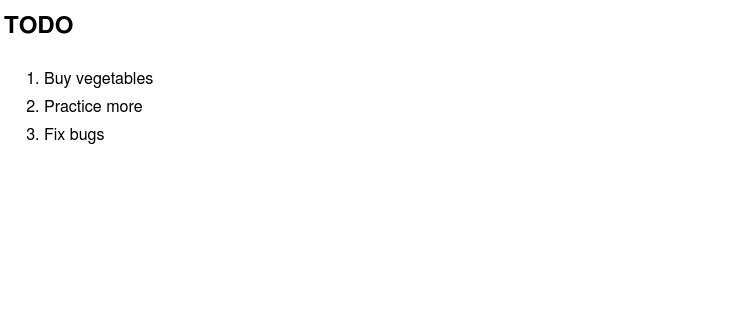 TODO
1. Buy vegetables
2. Practice more
3. Fix bugs